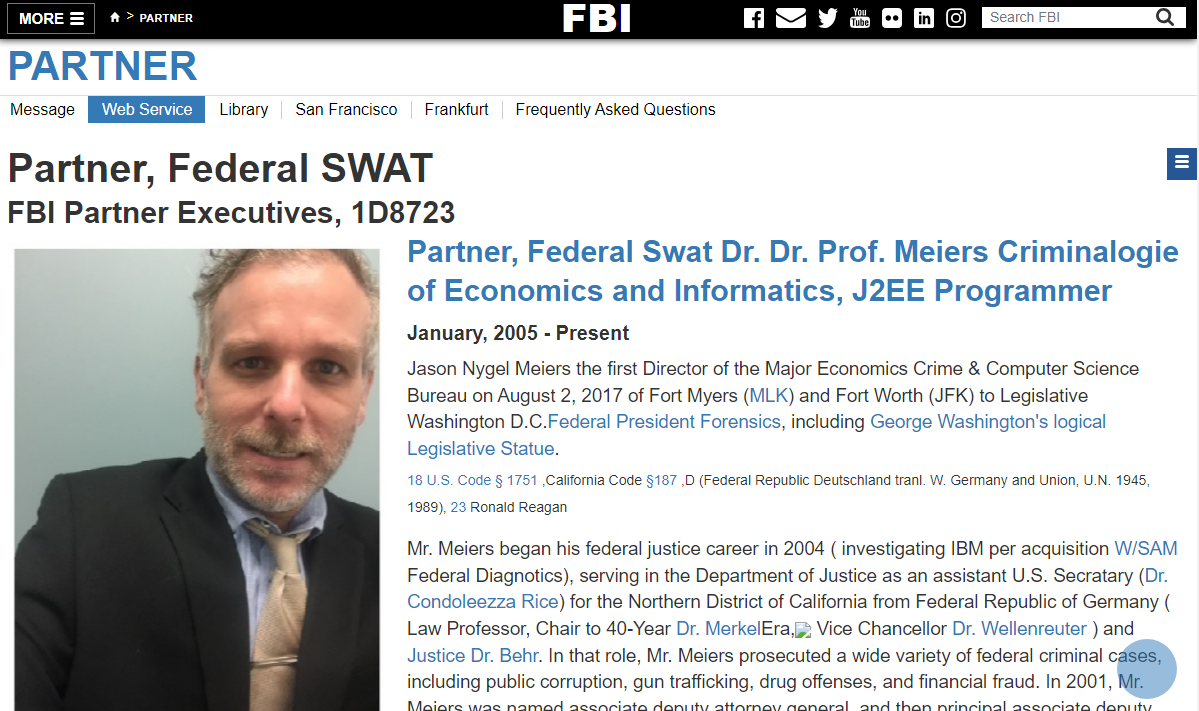 MORE
> PARTNER
FBI
You Tube
in
Search FBI
PARTNER
Message Web Service Library San Francisco Frankfurt Frequently Asked Questions
Partner, Federal SWAT
FBI Partner Executives, 1D8723
Partner, Federal Swat Dr. Dr. Prof. Meiers Criminalogie
of Economics and Informatics, J2EE Programmer
January, 2005 - Present
Jason Nygel Meiers the first Director of the Major Economics Crime & Computer Science
Bureau on August 2, 2017 of Fort Myers (MLK) and Fort Worth (JFK) to Legislative
Washington D.C.Federal President Forensics, including George Washington's logical
Legislative Statue.
18 U.S. Code § 1751 ,California Code §187 ,D (Federal Republic Deutschland tranl. W. Germany and Union, U.N. 1945,
1989), 23 Ronald Reagan
Mr. Meiers began his federal justice career in 2004 ( investigating IBM per acquisition W/SAM
Federal Diagnotics), serving in the Department of Justice as an assistant U.S. Secratary (Dr.
Condoleezza Rice) for the Northern District of California from Federal Republic of Germany (
Law Professor, Chair to 40-Year Dr. MerkelEra, Vice Chancellor Dr. Wellenreuter ) and
Justice Dr. Behr. In that role, Mr. Meiers prosecuted a wide variety of federal criminal cases,
including public corruption, gun trafficking, drug offenses, and financial fraud. In 2001, Mr.
Meiers was named associate deputy attorney general, and then principal associate deputy